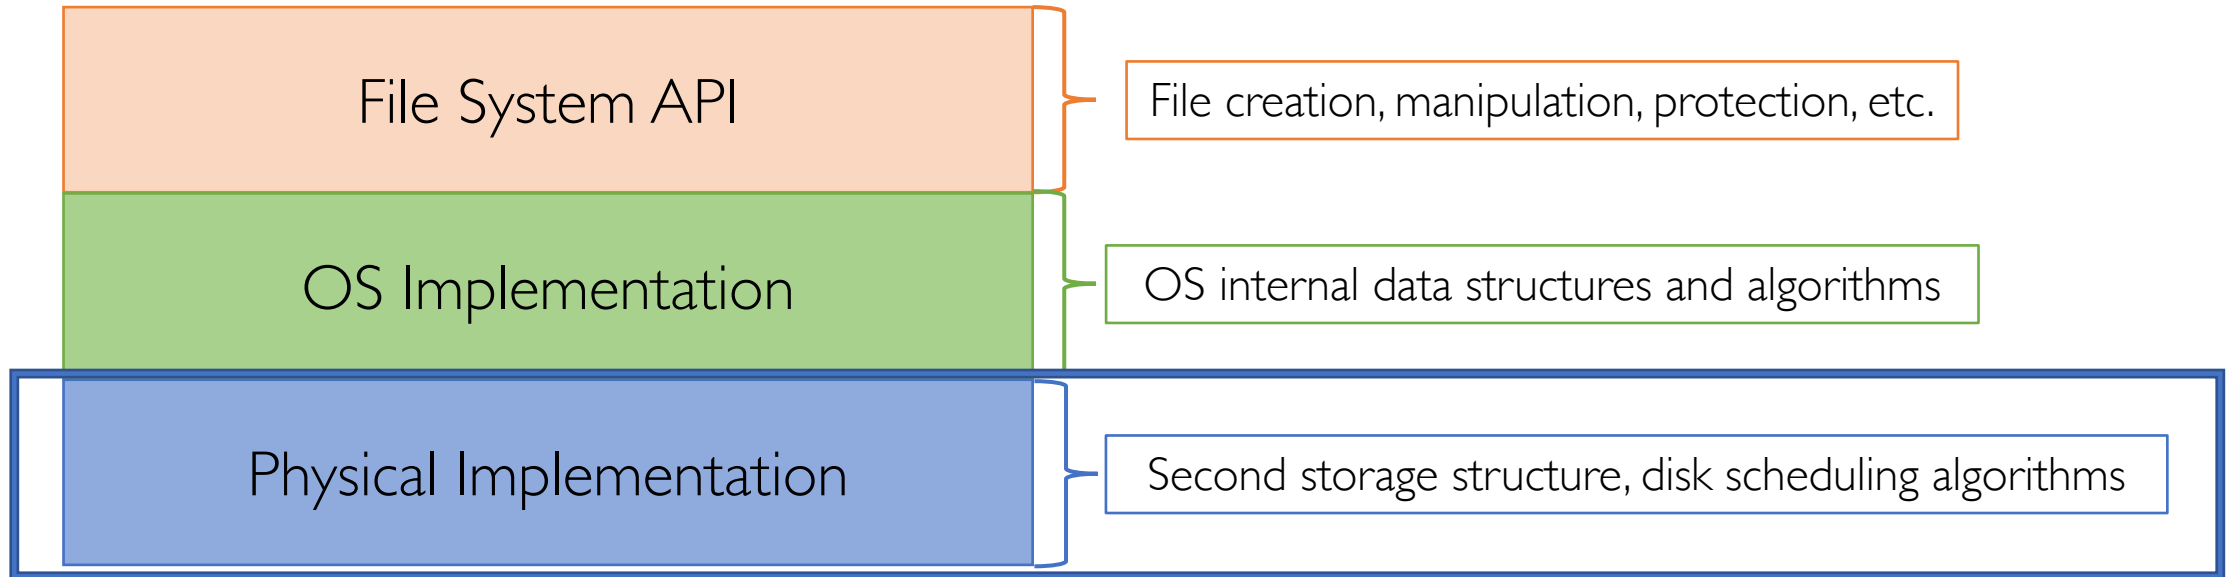 File System API
File creation, manipulation, protection, etc.
OS Implementation
OS internal data structures and algorithms
Physical Implementation
Second storage structure, disk scheduling algorithms